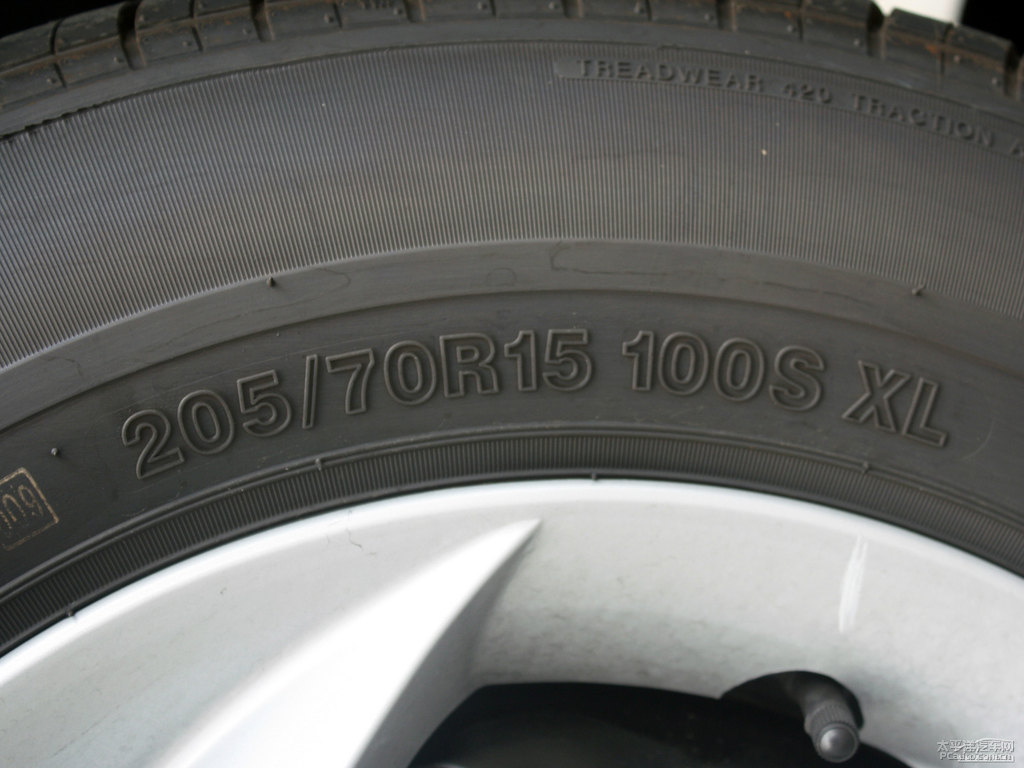 TREADWEAR 420 TRACTION A
205/70R15 100S XL
太平洋汽车网
PCauto.com.cn